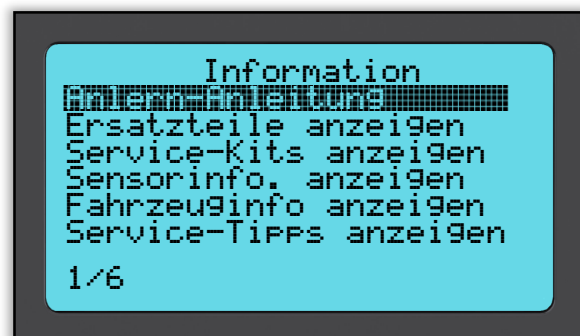 Information
Anlern-Anleitung
Ersatzteile anzeigen
Service-Kits anzeigen
Sensorinfo. anzeigen
Fahrzeuginfo anzeigen
Service-Tipps anzeigen
1/6